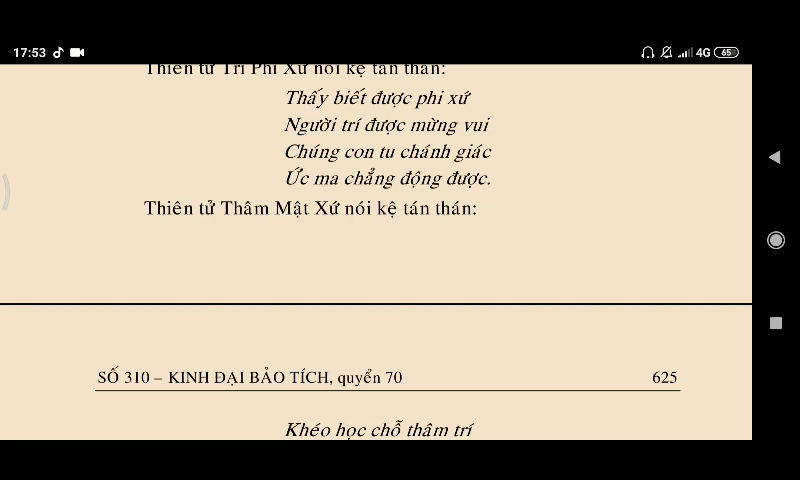 17:53
4G 65
Thiên tử Tri Phi Xứ nói kệ tán thán:
Thấy biết được phi xứ
Người trí được mừng vui
Chúng con tu chánh giác
Ức ma chẳng động được.
Thiên tử Thâm Mật Xứ nói kệ tán thán:
SỐ 310 – KINH ĐẠI BẢO TÍCH, quyển 70 625
Khéo học chỗ thâm trí